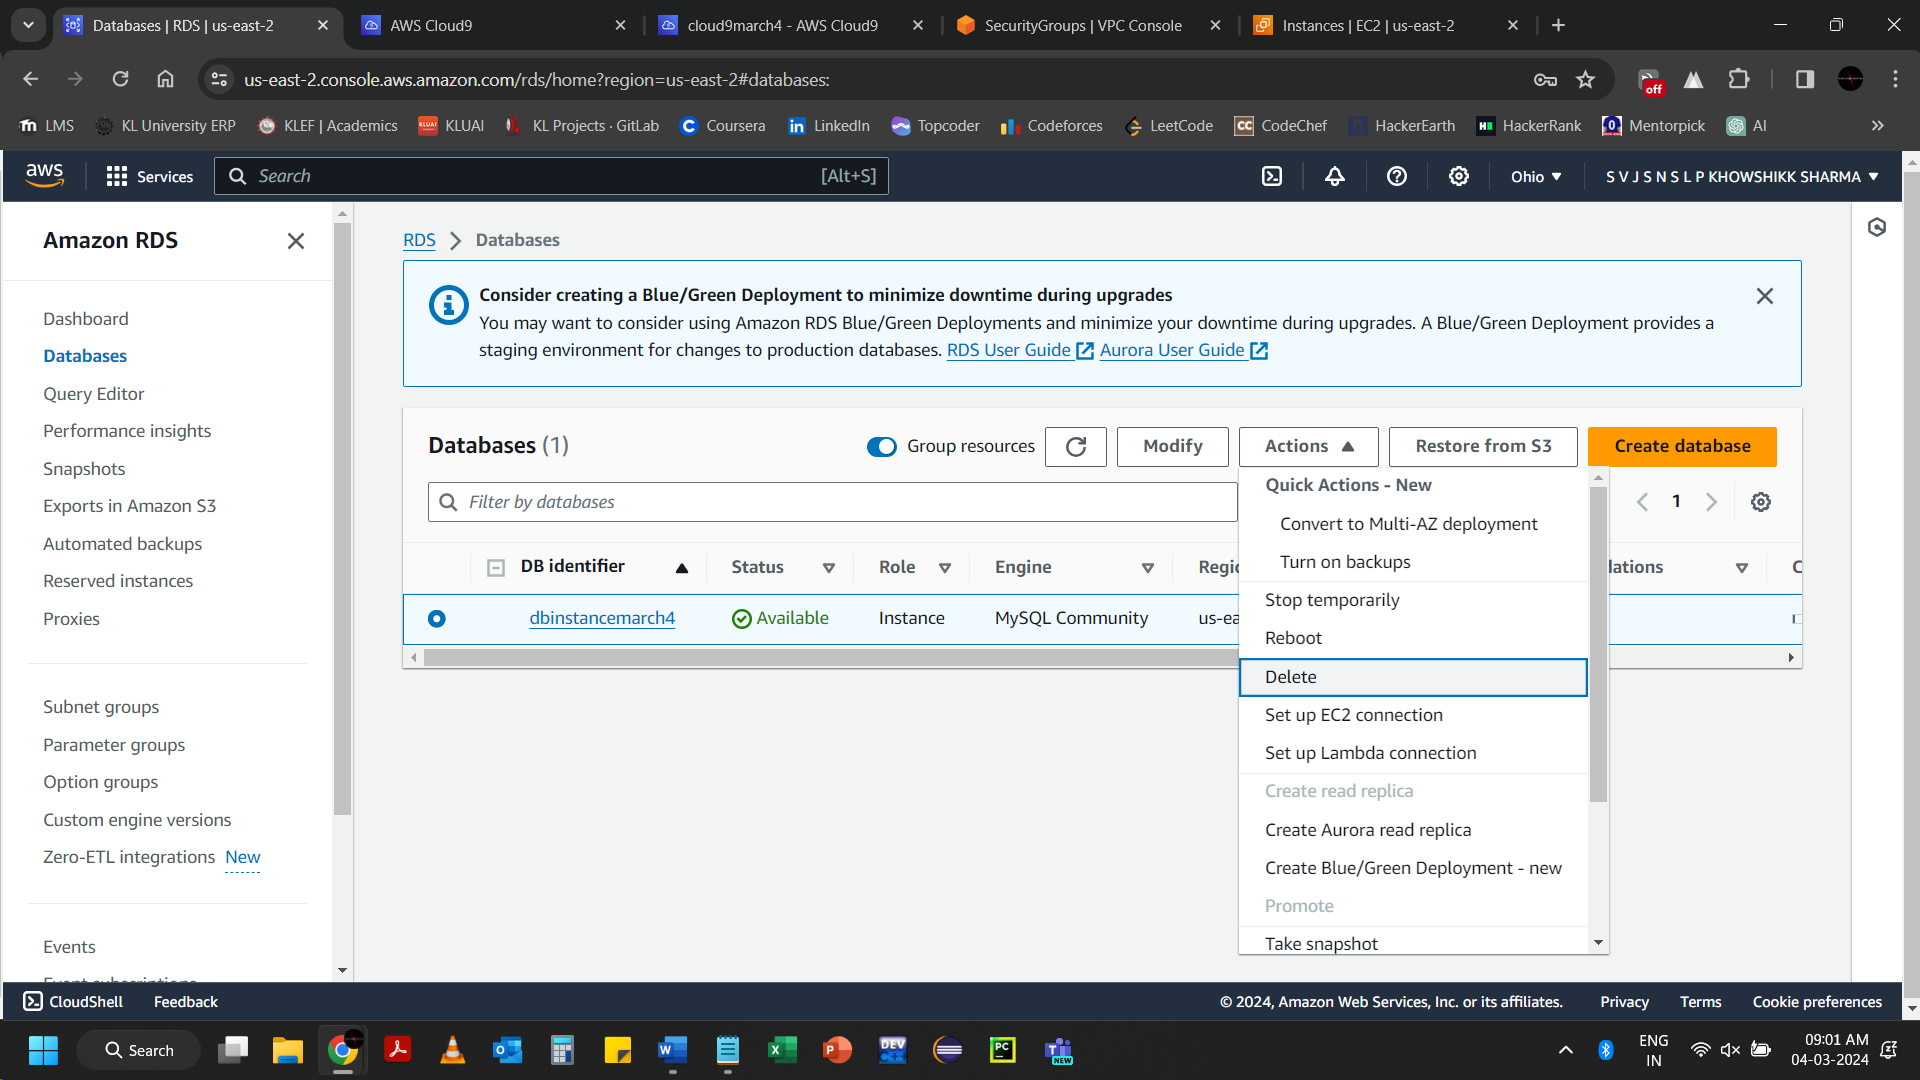 Databases | RDS | us-east-2
AWS Cloud9
cloud9march4 - AWS Cloud9
SecurityGroups | VPC Console
Instances | EC2 | us-east-2
us-east-2.console.aws.amazon.com/rds/home?region=us-east-2#databases:
off
LMS
KL University ERP
KLEF | Academics
KLUAI
KL Projects · GitLab
Coursera
LinkedIn
Topcoder
Codeforces
LeetCode
CodeChef
HackerEarth
HackerRank
Mentorpick
AI
aws
Services
Search
[Alt+S]
Ohio
S V J S N S L P KHOWSHIKK SHARMA
Amazon RDS
Dashboard
Databases
Query Editor
Performance insights
Snapshots
Exports in Amazon S3
Automated backups
Reserved instances
Proxies
Subnet groups
Parameter groups
Option groups
Custom engine versions
Zero-ETL integrations New
Events
RDS
Databases
Consider creating a Blue/Green Deployment to minimize downtime during upgrades
You may want to consider using Amazon RDS Blue/Green Deployments and minimize your downtime during upgrades. A Blue/Green Deployment provides a
staging environment for changes to production databases. RDS User Guide Aurora User Guide
Databases (1)
Group resources
Modify
Actions
Restore from S3
Create database
Filter by databases
1
DB identifier
Status
Role
Engine
dbinstancemarch4
Available
Instance
MySQL Community
us-ea
Quick Actions - New
Convert to Multi-AZ deployment
Turn on backups
Stop temporarily
Reboot
Delete
Set up EC2 connection
Set up Lambda connection
Create read replica
Create Aurora read replica
Create Blue/Green Deployment - new
Promote
Take snapshot
CloudShell
Feedback
© 2024, Amazon Web Services, Inc. or its affiliates.
Privacy
Terms
Cookie preferences
Search
ENG
IN
09:01 AM
04-03-2024